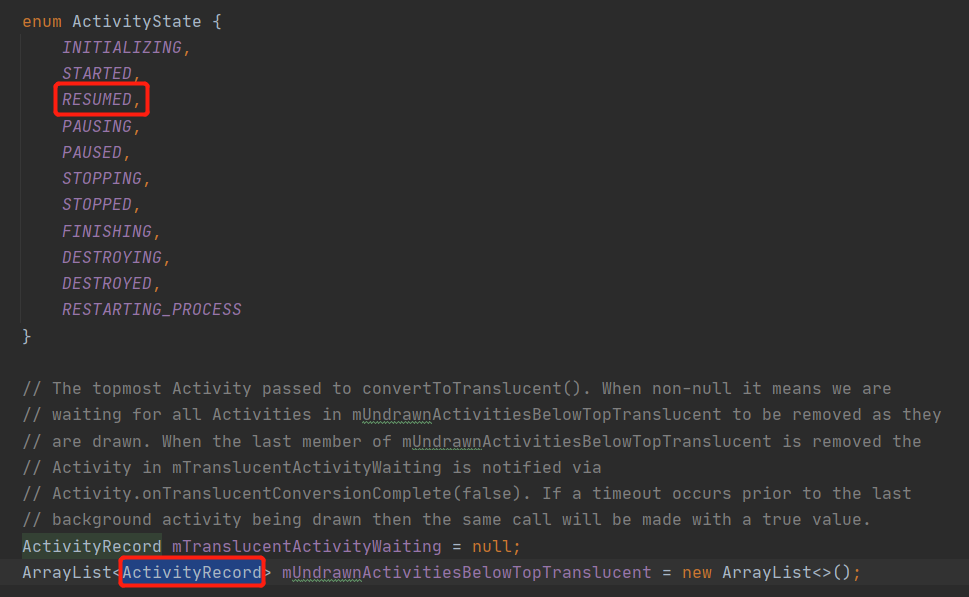 enum ActivityState {
INITIALIZING,
STARTED,
RESUMED,
PAUSING,
PAUSED,
STOPPING,
STOPPED,
FINISHING,
DESTROYING,
DESTROYED,
RESTARTING_PROCESS
}
// The topmost Activity passed to convertToTranslucent(). When non-null it means we are
// waiting for all Activities in mUndrawnActivitiesBelowTopTranslucent to be removed as they
// are drawn. When the last member of mUndrawnActivitiesBelowTopTranslucent is removed the
// Activity in mTranslucentActivityWaiting is notified via
// Activity.onTranslucentConversionComplete(false). If a timeout occurs prior to the last
// background activity being drawn then the same call will be made with a true value.
ActivityRecord mTranslucentActivityWaiting = null;
ArrayList<ActivityRecord> mUndrawnActivitiesBelowTopTranslucent = new ArrayList<>();